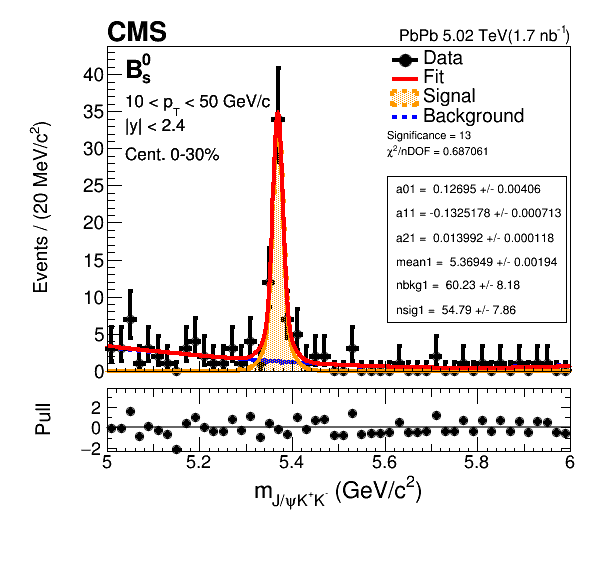 CMS PbPb 5.02 TeV(1.7 nb⁻¹)
B⁰ₛ
10 < p_T < 50 GeV/c
|y| < 2.4
Cent. 0-30%
Data
Fit
Signal
Background
Significance = 13
χ²/nDOF = 0.687061
a01 = 0.12695 +/- 0.00406
a11 = -0.1325178 +/- 0.000713
a21 = 0.013992 +/- 0.000118
mean1 = 5.36949 +/- 0.00194
nbkg1 = 60.23 +/- 8.18
nsig1 = 54.79 +/- 7.86
Events / (20 MeV/c²)
40
35
30
25
20
15
10
5
0
Pull
2
0
−2
5 5.2 5.4 5.6 5.8 6
m_J/ψK⁺K⁻ (GeV/c²)